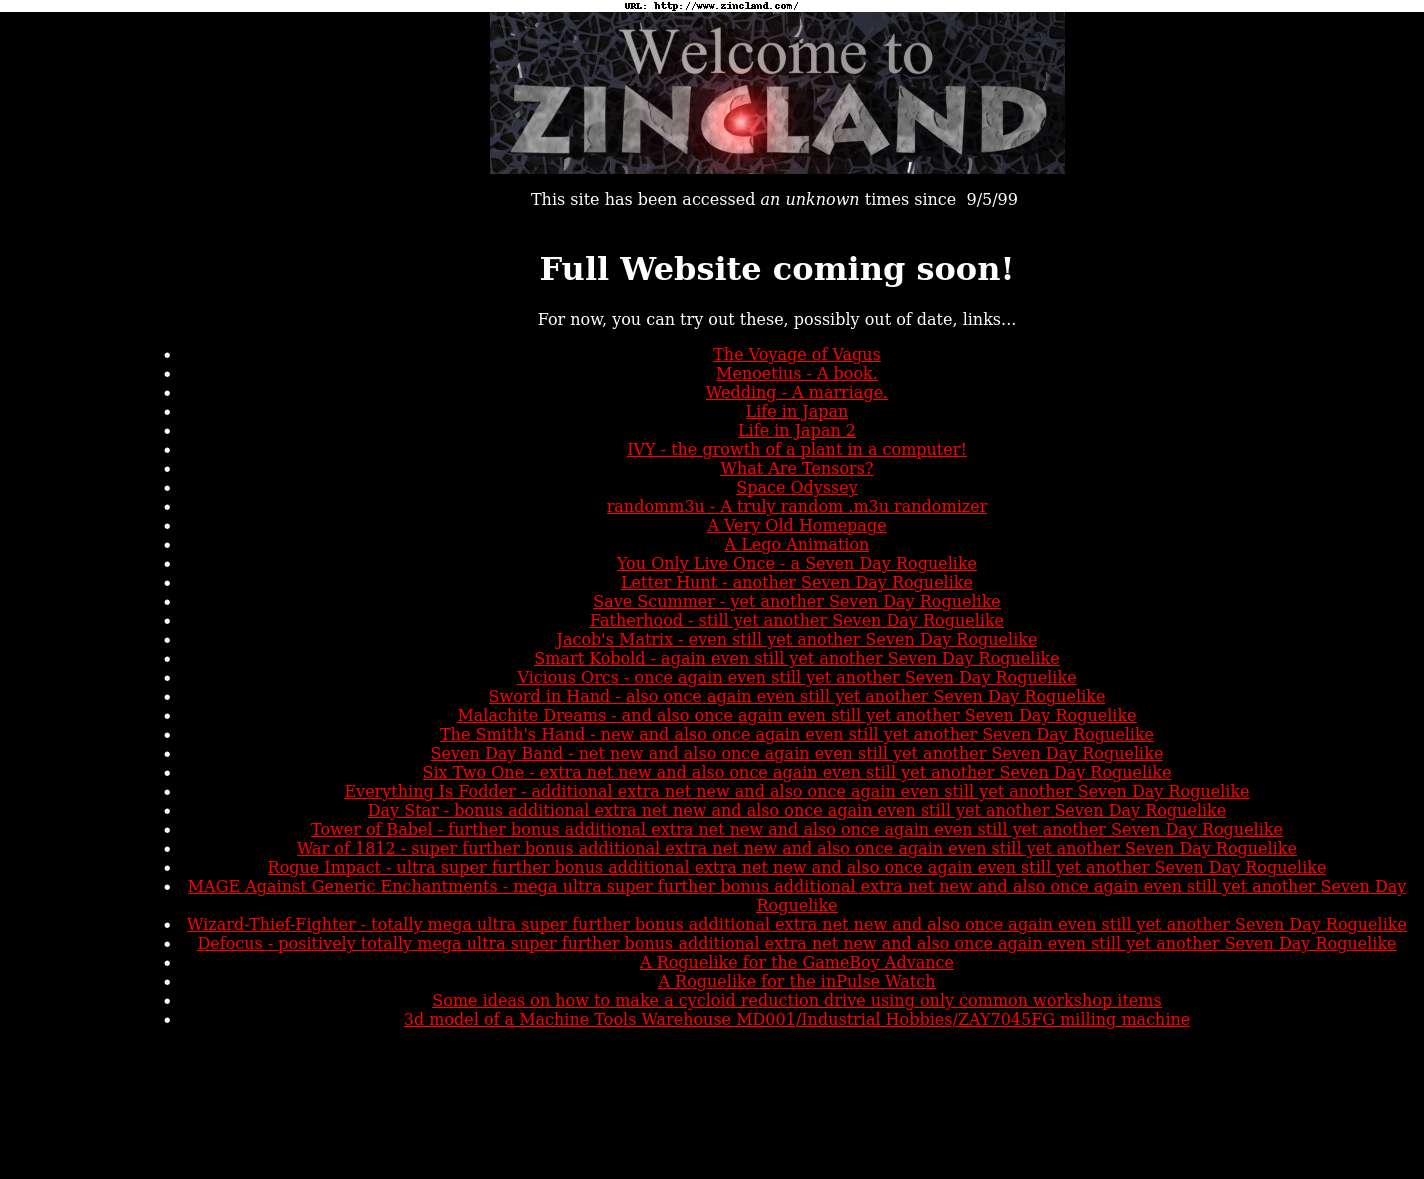 URL: http://www.zincland.com/
Welcome to
ZINCLAND
This site has been accessed an unknown times since  9/5/99
Full Website coming soon!
For now, you can try out these, possibly out of date, links...
The Voyage of Vagus
Menoetius - A book.
Wedding - A marriage.
Life in Japan
Life in Japan 2
IVY - the growth of a plant in a computer!
What Are Tensors?
Space Odyssey
randomm3u - A truly random .m3u randomizer
A Very Old Homepage
A Lego Animation
You Only Live Once - a Seven Day Roguelike
Letter Hunt - another Seven Day Roguelike
Save Scummer - yet another Seven Day Roguelike
Fatherhood - still yet another Seven Day Roguelike
Jacob's Matrix - even still yet another Seven Day Roguelike
Smart Kobold - again even still yet another Seven Day Roguelike
Vicious Orcs - once again even still yet another Seven Day Roguelike
Sword in Hand - also once again even still yet another Seven Day Roguelike
Malachite Dreams - and also once again even still yet another Seven Day Roguelike
The Smith's Hand - new and also once again even still yet another Seven Day Roguelike
Seven Day Band - net new and also once again even still yet another Seven Day Roguelike
Six Two One - extra net new and also once again even still yet another Seven Day Roguelike
Everything Is Fodder - additional extra net new and also once again even still yet another Seven Day Roguelike
Day Star - bonus additional extra net new and also once again even still yet another Seven Day Roguelike
Tower of Babel - further bonus additional extra net new and also once again even still yet another Seven Day Roguelike
War of 1812 - super further bonus additional extra net new and also once again even still yet another Seven Day Roguelike
Rogue Impact - ultra super further bonus additional extra net new and also once again even still yet another Seven Day Roguelike
MAGE Against Generic Enchantments - mega ultra super further bonus additional extra net new and also once again even still yet another Seven Day
Roguelike
Wizard-Thief-Fighter - totally mega ultra super further bonus additional extra net new and also once again even still yet another Seven Day Roguelike
Defocus - positively totally mega ultra super further bonus additional extra net new and also once again even still yet another Seven Day Roguelike
A Roguelike for the GameBoy Advance
A Roguelike for the inPulse Watch
Some ideas on how to make a cycloid reduction drive using only common workshop items
3d model of a Machine Tools Warehouse MD001/Industrial Hobbies/ZAY7045FG milling machine